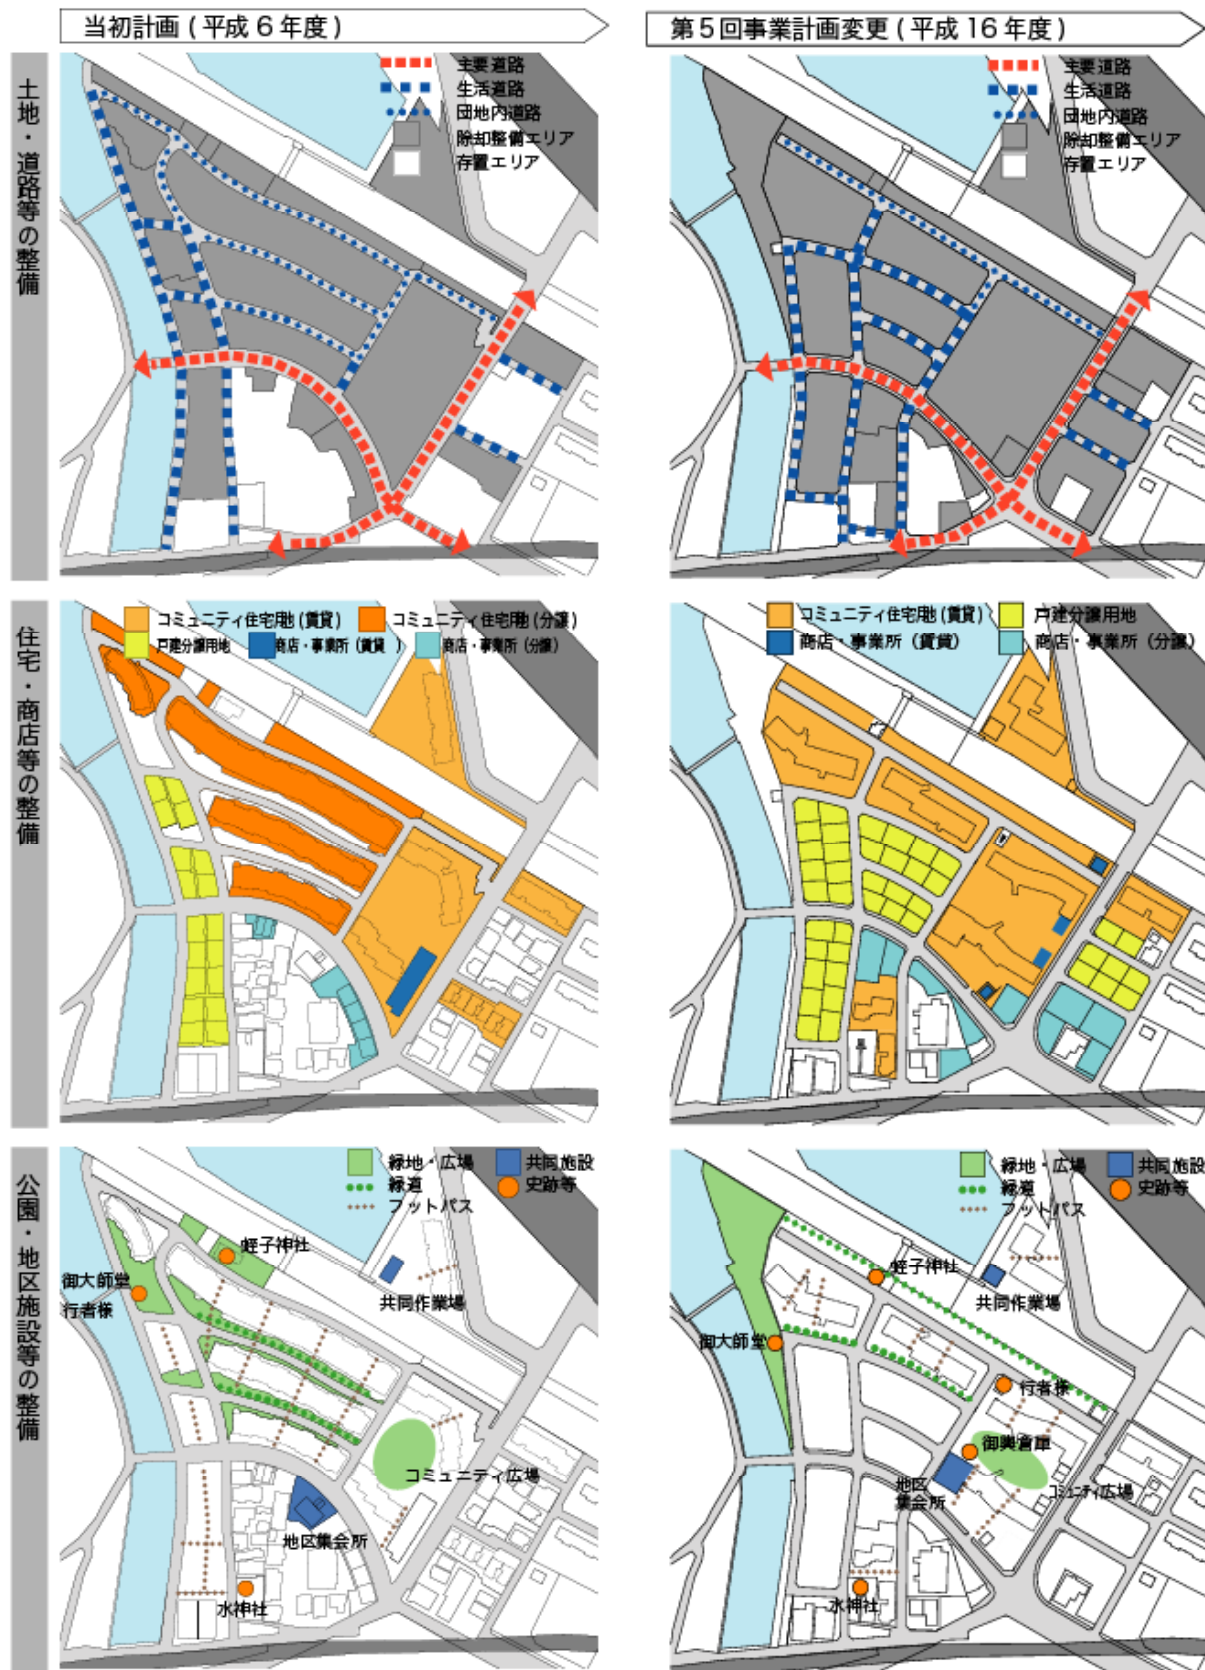 当初計画 ( 平成 6 年度 )
第５回事業計画変更 ( 平成 16 年度 )
土地・道路等の整備
主要道路
生活道路
団地内道路
除却整備エリア
存置エリア
主要道路
生活道路
団地内道路
除却整備エリア
存置エリア
住宅・商店等の整備
コミュニティ住宅用地 (賃貸 )
コミュニティ住宅用地 (分譲 )
戸建分譲用地
商店・事業所（賃貸 ）
商店・事業所（分譲）
コミュニティ住宅用地 (賃貸 )
戸建分譲用地
商店・事業所（賃貸）
商店・事業所（分譲）
公園・地区施設等の整備
緑地・広場
共同施設
緑道
史跡等
フットパス
蛭子神社
御大師堂
行者様
共同作業場
コミュニティ広場
地区集会所
水神社
緑地・広場
共同施設
緑道
史跡等
フットパス
蛭子神社
共同作業場
御大師堂
行者様
御輿倉庫
地区
集会所
コミュニティ広場
水神社